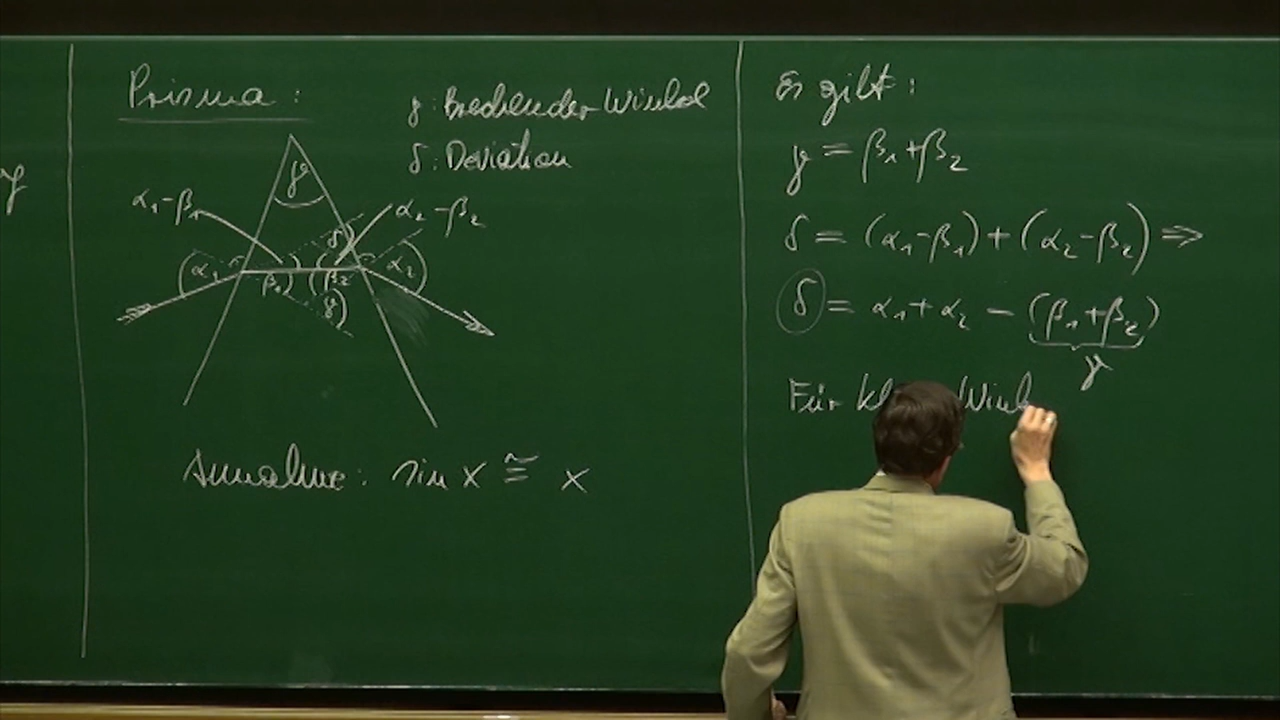 Prisma:
γ: Brechender Winkel
δ: Deviation
γ
α₁-β₁
α₂-β₂
δ
α₁
β₁
β₂
α₂
γ
Annahme: sin x ≅ x
Es gilt:
γ = β₁+β₂
δ = (α₁-β₁)+(α₂-β₂) ⇒
δ = α₁+α₂ - (β₁+β₂)
γ
Für kl Wink